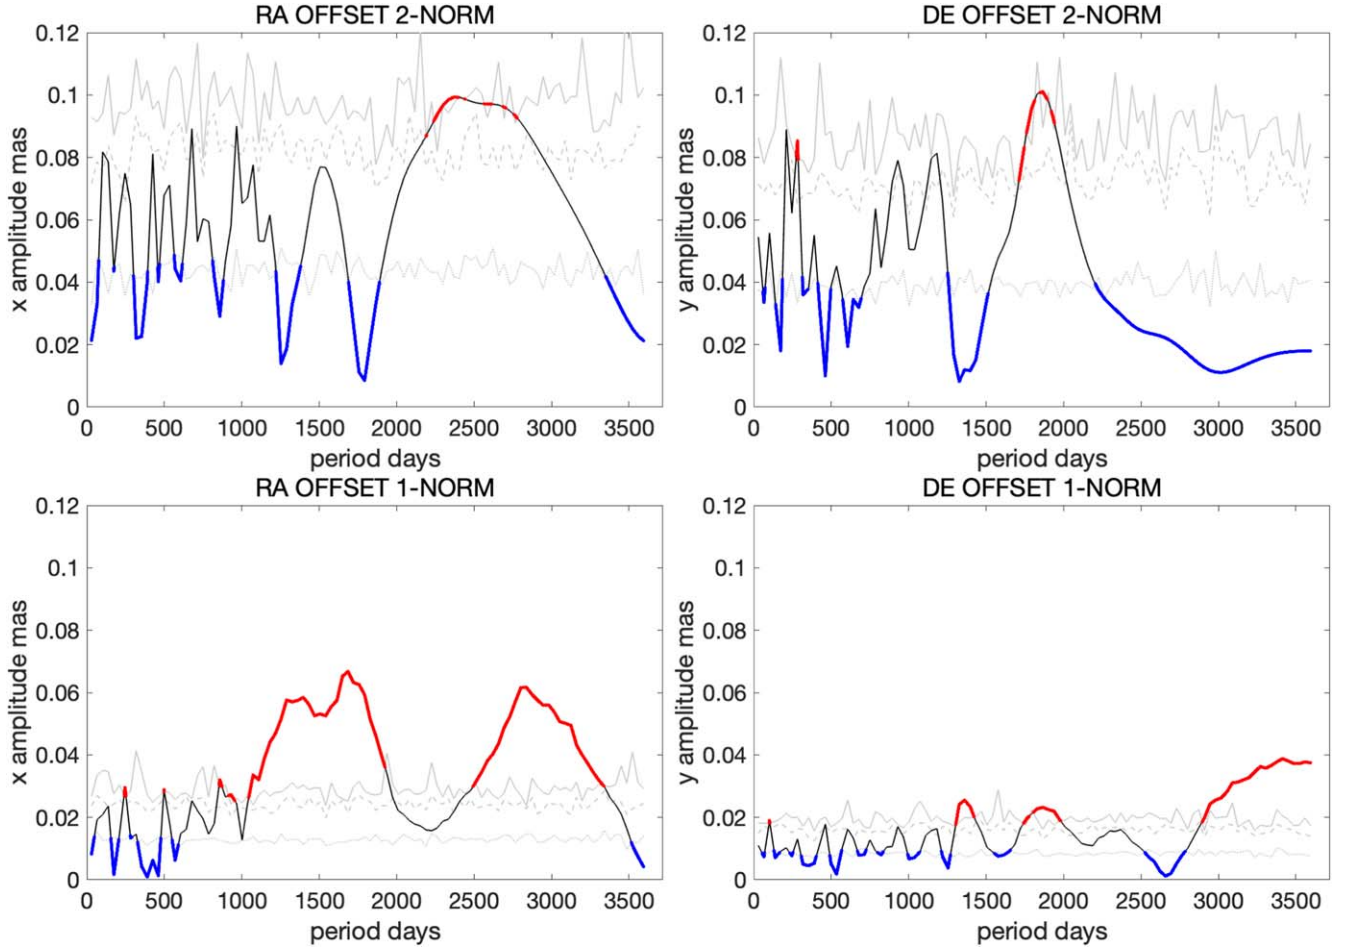 RA OFFSET 2-NORM
x amplitude mas
0.12
0.1
0.08
0.06
0.04
0.02
0
0 500 1000 1500 2000 2500 3000 3500
period days
DE OFFSET 2-NORM
y amplitude mas
0.12
0.1
0.08
0.06
0.04
0.02
0
0 500 1000 1500 2000 2500 3000 3500
period days
RA OFFSET 1-NORM
x amplitude mas
0.12
0.1
0.08
0.06
0.04
0.02
0
0 500 1000 1500 2000 2500 3000 3500
period days
DE OFFSET 1-NORM
y amplitude mas
0.12
0.1
0.08
0.06
0.04
0.02
0
0 500 1000 1500 2000 2500 3000 3500
period days